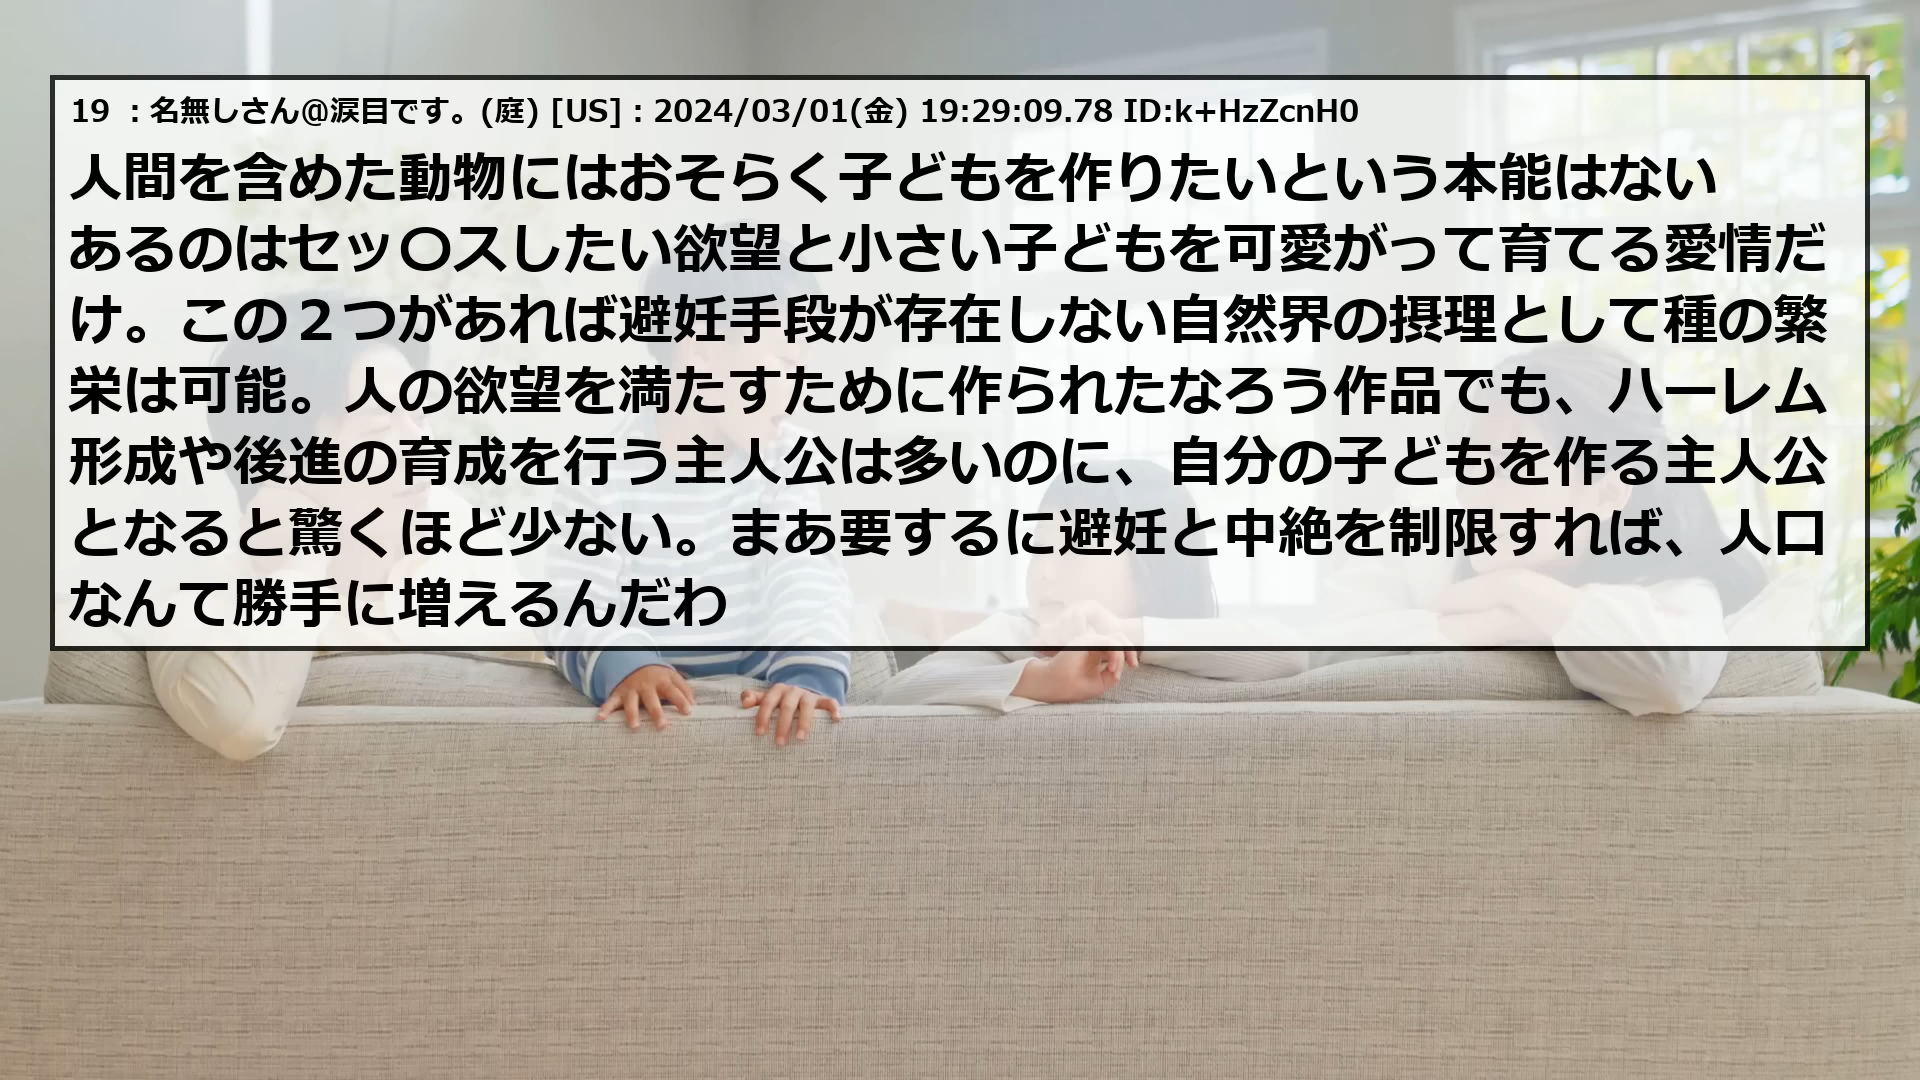 19 ：名無しさん@涙目です。(庭) [US]：2024/03/01(金) 19:29:09.78 ID:k+HzZcnH0
人間を含めた動物にはおそらく子どもを作りたいという本能はない
あるのはセッ〇スしたい欲望と小さい子どもを可愛がって育てる愛情だ
け。この２つがあれば避妊手段が存在しない自然界の摂理として種の繁
栄は可能。人の欲望を満たすために作られたなろう作品でも、ハーレム
形成や後進の育成を行う主人公は多いのに、自分の子どもを作る主人公
となると驚くほど少ない。まあ要するに避妊と中絶を制限すれば、人口
なんて勝手に増えるんだわ